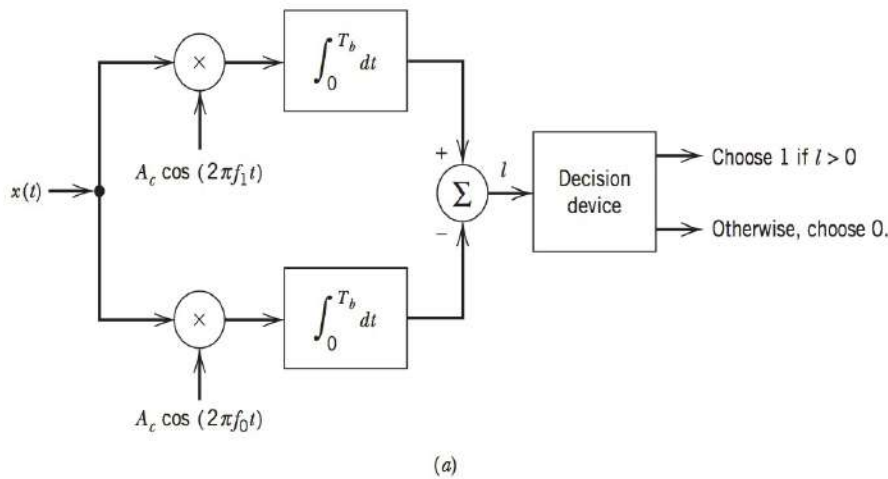 ×
∫₀^{T_b} dt
A_c cos (2πf₁t)
x(t)
+
Σ
−
l
Decision
device
Choose 1 if l > 0
Otherwise, choose 0.
×
∫₀^{T_b} dt
A_c cos (2πf₀t)
(a)